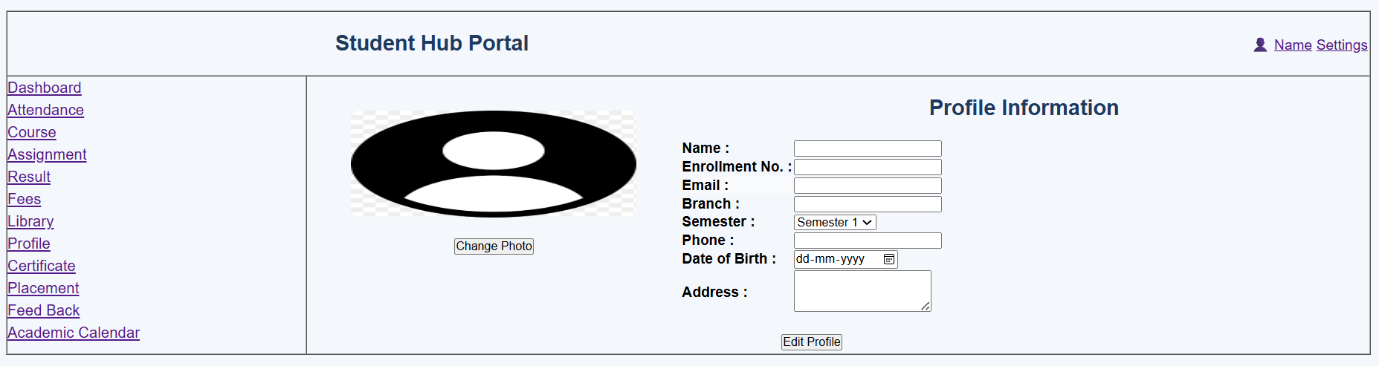 Student Hub Portal
Name Settings
Dashboard
Attendance
Course
Assignment
Result
Fees
Library
Profile
Certificate
Placement
Feed Back
Academic Calendar
Change Photo
Profile Information
Name :
Enrollment No. :
Email :
Branch :
Semester : Semester 1
Phone :
Date of Birth : dd-mm-yyyy
Address :
Edit Profile